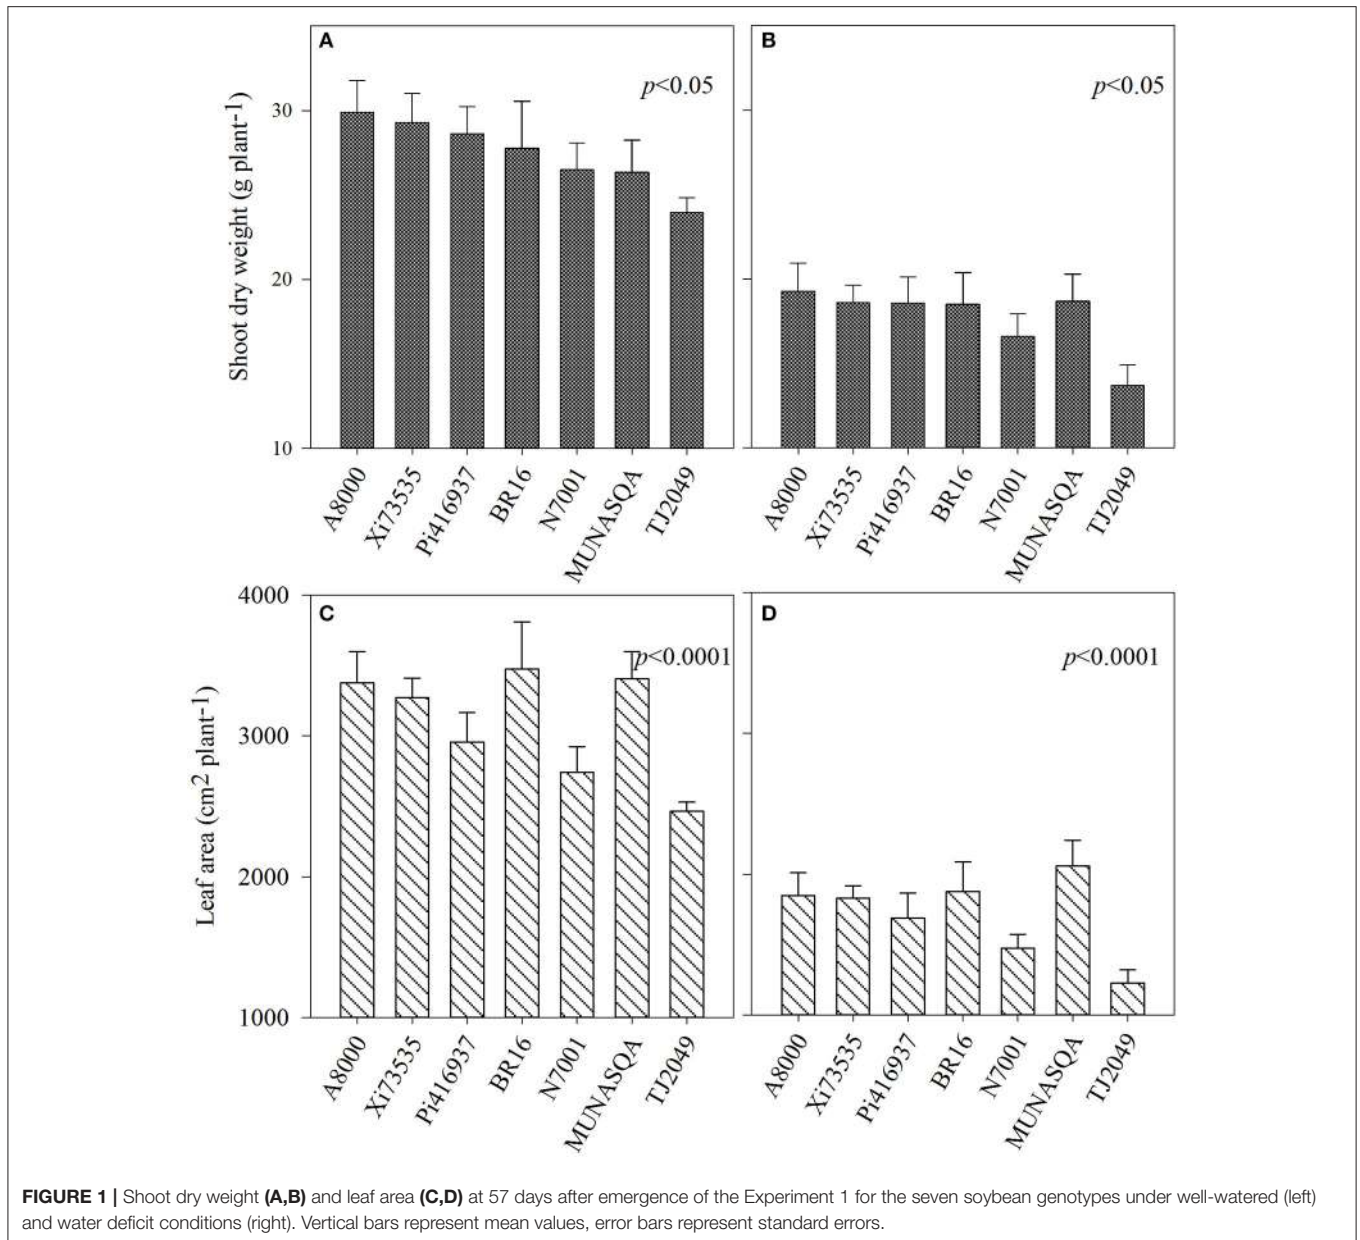 A
B
p<0.05
p<0.05
Shoot dry weight (g plant-1)
30
20
10
A8000
Xi73535
Pi416937
BR16
N7001
MUNASQA
TJ2049
A8000
Xi73535
Pi416937
BR16
N7001
MUNASQA
TJ2049
C
D
p<0.0001
p<0.0001
Leaf area (cm2 plant-1)
4000
3000
2000
1000
A8000
Xi73535
Pi416937
BR16
N7001
MUNASQA
TJ2049
A8000
Xi73535
Pi416937
BR16
N7001
MUNASQA
TJ2049
FIGURE 1 | Shoot dry weight (A,B) and leaf area (C,D) at 57 days after emergence of the Experiment 1 for the seven soybean genotypes under well-watered (left)
and water deficit conditions (right). Vertical bars represent mean values, error bars represent standard errors.